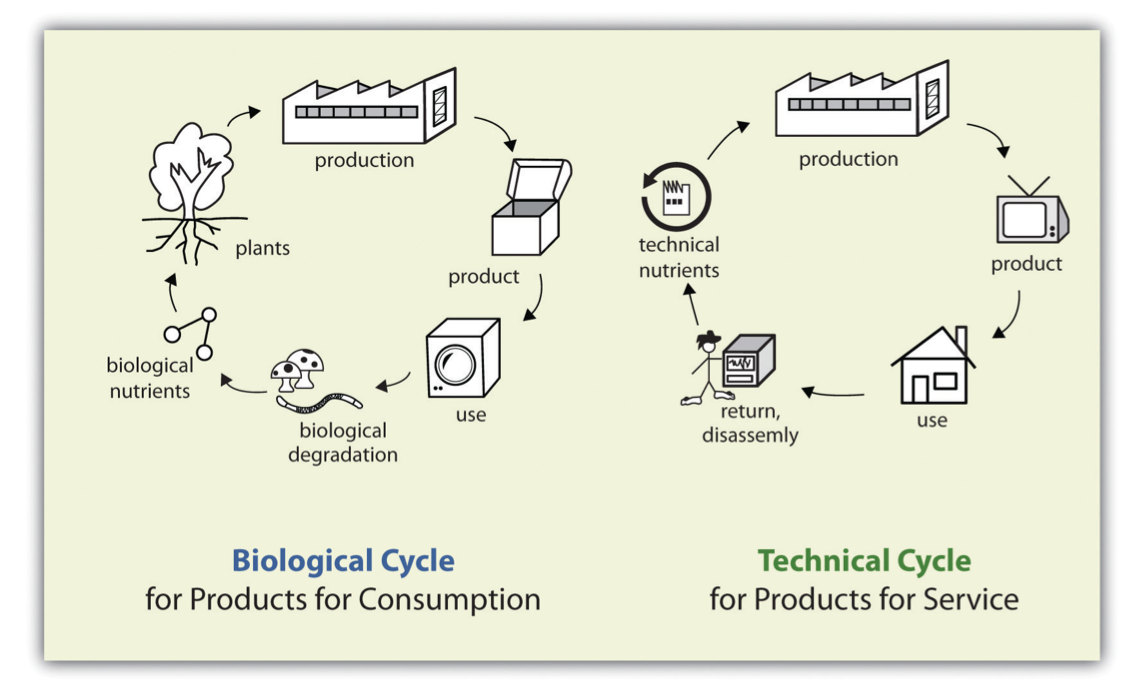 production
plants
product
use
biological
degradation
biological
nutrients
production
technical
nutrients
product
use
return,
disassemly
Biological Cycle
for Products for Consumption
Technical Cycle
for Products for Service